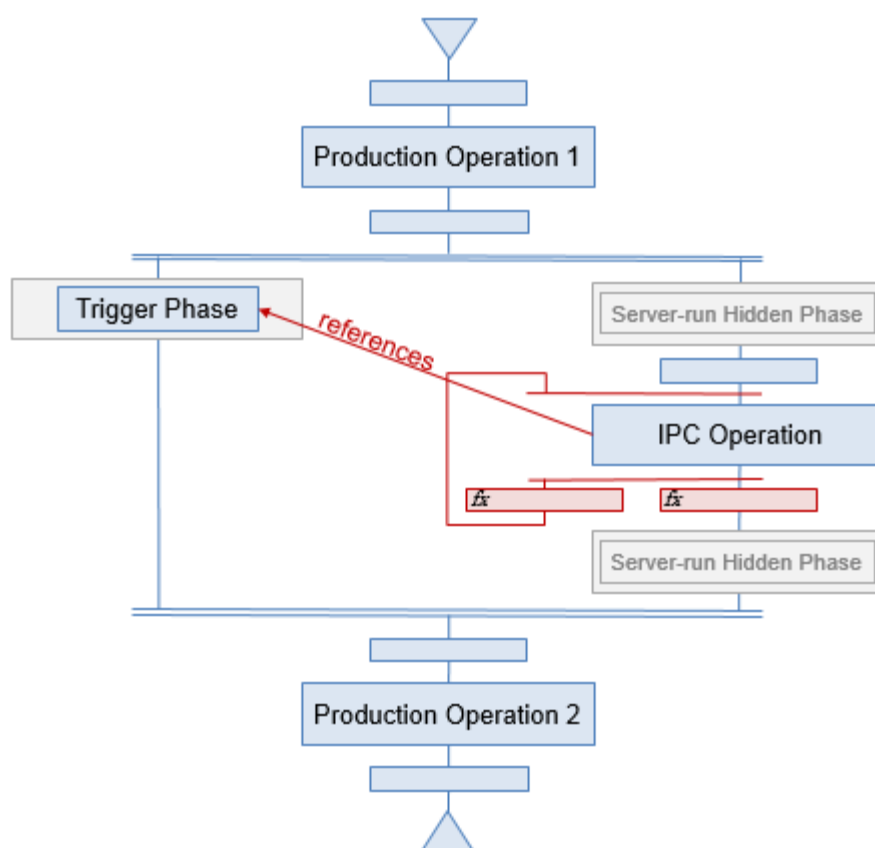 Production Operation 1
Trigger Phase
Server-run Hidden Phase
references
IPC Operation
fx
fx
Server-run Hidden Phase
Production Operation 2